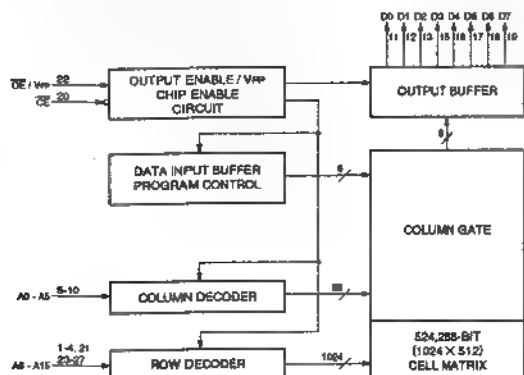 D0 D1 D2 D3 D4 D5 D6 D7
11 12 13 15 16 17 18 19
OE / VPP 22
CE 20
OUTPUT ENABLE / VPP
CHIP ENABLE
CIRCUIT
OUTPUT BUFFER
8
DATA INPUT BUFFER
PROGRAM CONTROL
COLUMN GATE
A0 - A5 5-10
COLUMN DECODER
1-4, 21
A6 - A15 23-27
ROW DECODER
1024
524,288-BIT
(1024 X 512)
CELL MATRIX